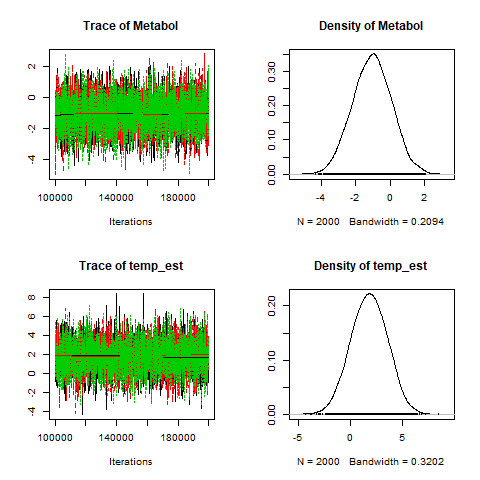 Trace of Metabol
2
0
-2
-4
100000 140000 180000
Iterations
Density of Metabol
0.30
0.20
0.10
0.00
-4 -2 0 2
N = 2000 Bandwidth = 0.2094
Trace of temp_est
8
6
4
2
0
-2
-4
100000 140000 180000
Iterations
Density of temp_est
0.20
0.10
0.00
-5 0 5
N = 2000 Bandwidth = 0.3202